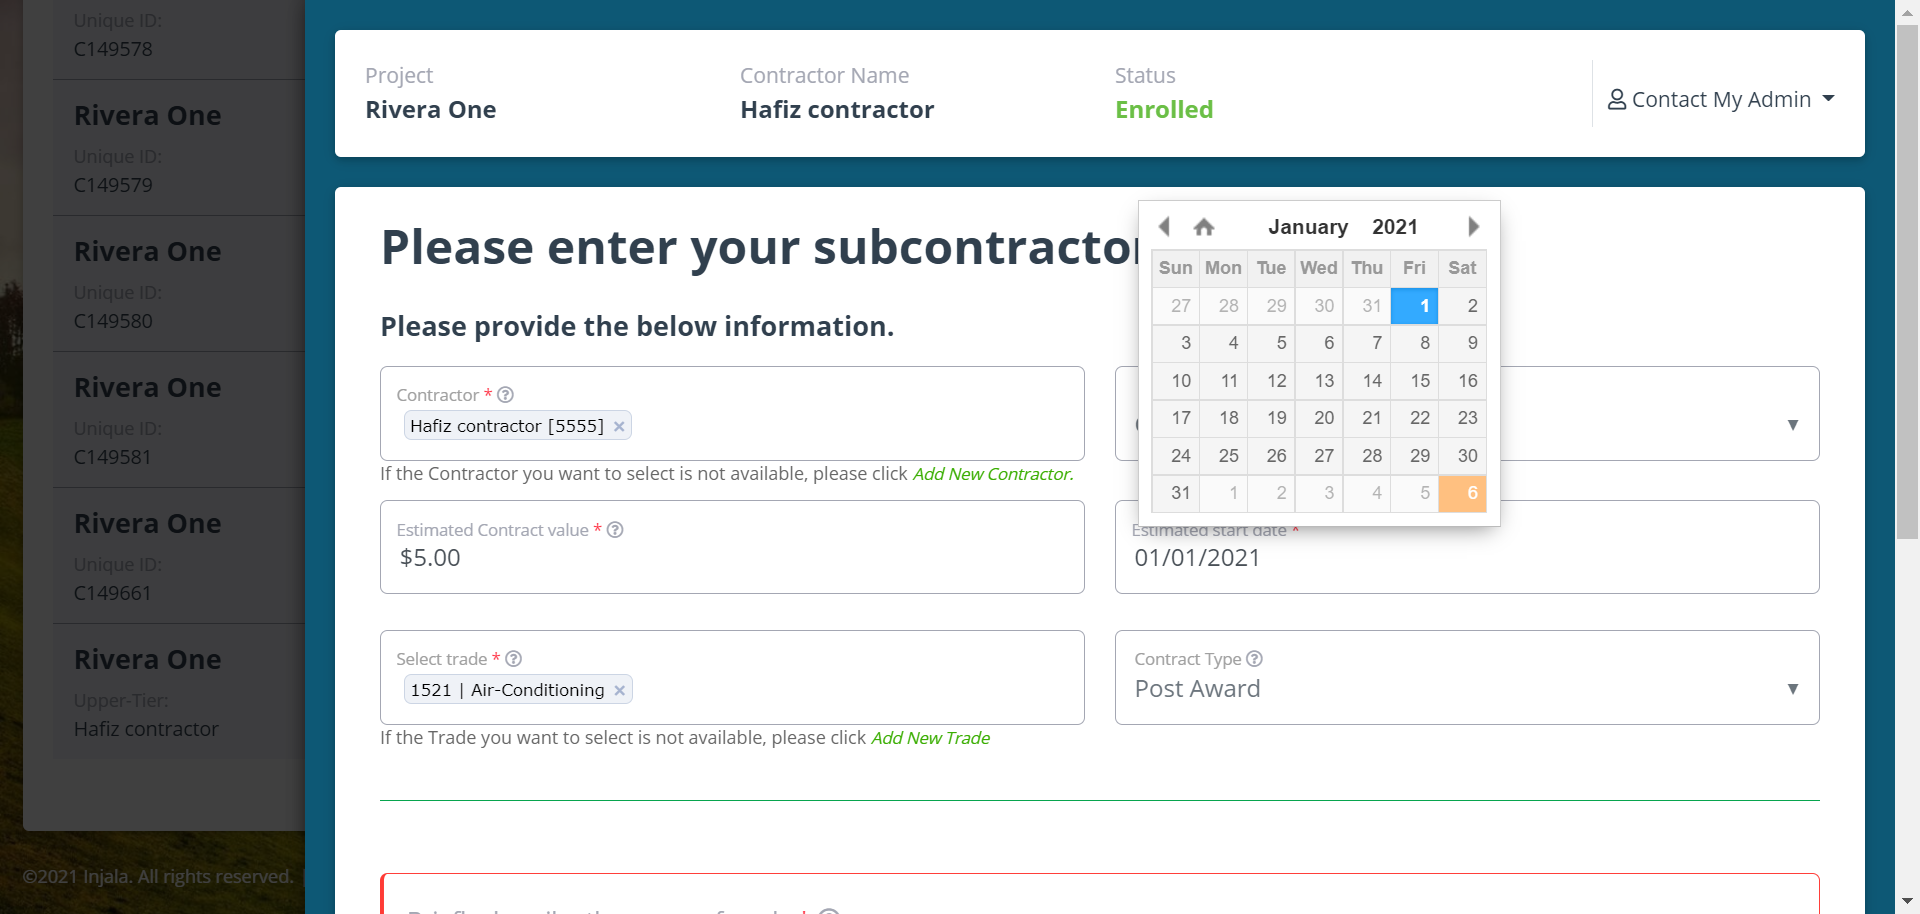 Unique ID:
C149578
Rivera One
Unique ID:
C149579
Rivera One
Unique ID:
C149580
Rivera One
Unique ID:
C149581
Rivera One
Unique ID:
C149661
Rivera One
Upper-Tier:
Hafiz contractor
©2021 Injala. All rights reserved.
Project
Rivera One
Contractor Name
Hafiz contractor
Status
Enrolled
Contact My Admin
Please enter your subcontractor
Please provide the below information.
Contractor *
Hafiz contractor [5555] ×
If the Contractor you want to select is not available, please click Add New Contractor.
January 2021
Sun Mon Tue Wed Thu Fri Sat
27 28 29 30 31 1 2
3 4 5 6 7 8 9
10 11 12 13 14 15 16
17 18 19 20 21 22 23
24 25 26 27 28 29 30
31 1 2 3 4 5 6
Estimated Contract value *
$5.00
Estimated start date *
01/01/2021
Select trade *
1521 | Air-Conditioning ×
If the Trade you want to select is not available, please click Add New Trade
Contract Type
Post Award